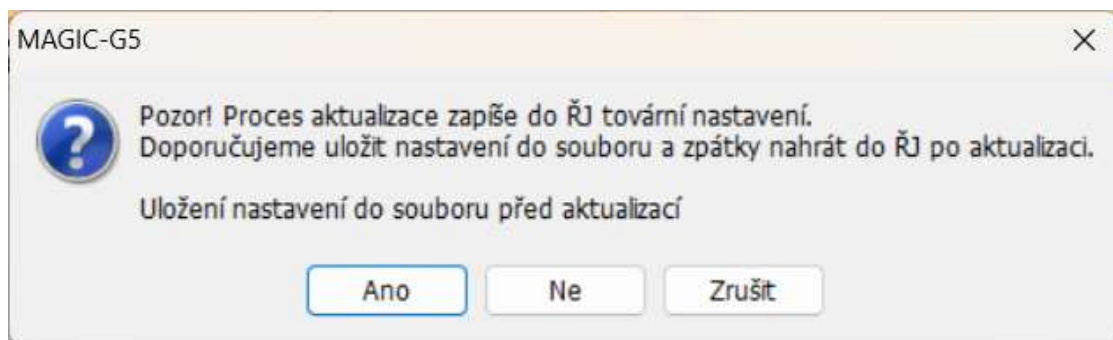 MAGIC-G5
Pozor! Proces aktualizace zapíše do ŘJ tovární nastavení.
Doporučujeme uložit nastavení do souboru a zpátky nahrát do ŘJ po aktualizaci.
Uložení nastavení do souboru před aktualizací
Ano Ne Zrušit